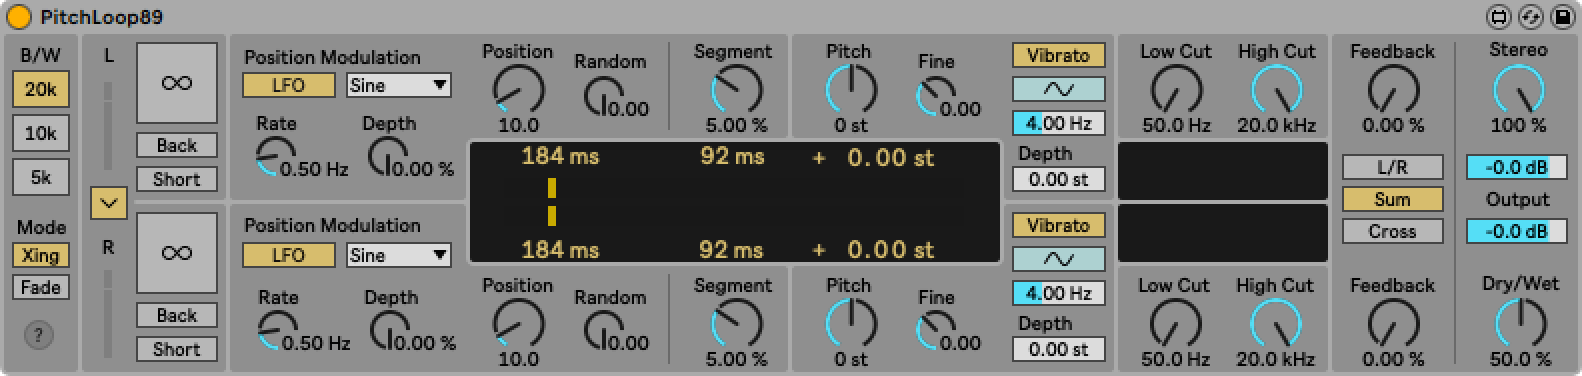 PitchLoop89
B/W
20k
10k
5k
Mode
Xing
Fade
?
L
R
∞
Back
Short
Position Modulation
LFO
Sine
Rate
0.50 Hz
Depth
0.00 %
Position
10.0
Random
0.00
Segment
5.00 %
Pitch
0 st
Fine
0.00
Vibrato
4.00 Hz
Depth
0.00 st
Low Cut
50.0 Hz
High Cut
20.0 kHz
184 ms 92 ms + 0.00 st
184 ms 92 ms + 0.00 st
∞
Back
Short
Position Modulation
LFO
Sine
Rate
0.50 Hz
Depth
0.00 %
Position
10.0
Random
0.00
Segment
5.00 %
Pitch
0 st
Fine
0.00
Vibrato
4.00 Hz
Depth
0.00 st
Low Cut
50.0 Hz
High Cut
20.0 kHz
Feedback
0.00 %
L/R
Sum
Cross
Feedback
0.00 %
Stereo
100 %
-0.0 dB
Output
-0.0 dB
Dry/Wet
50.0 %